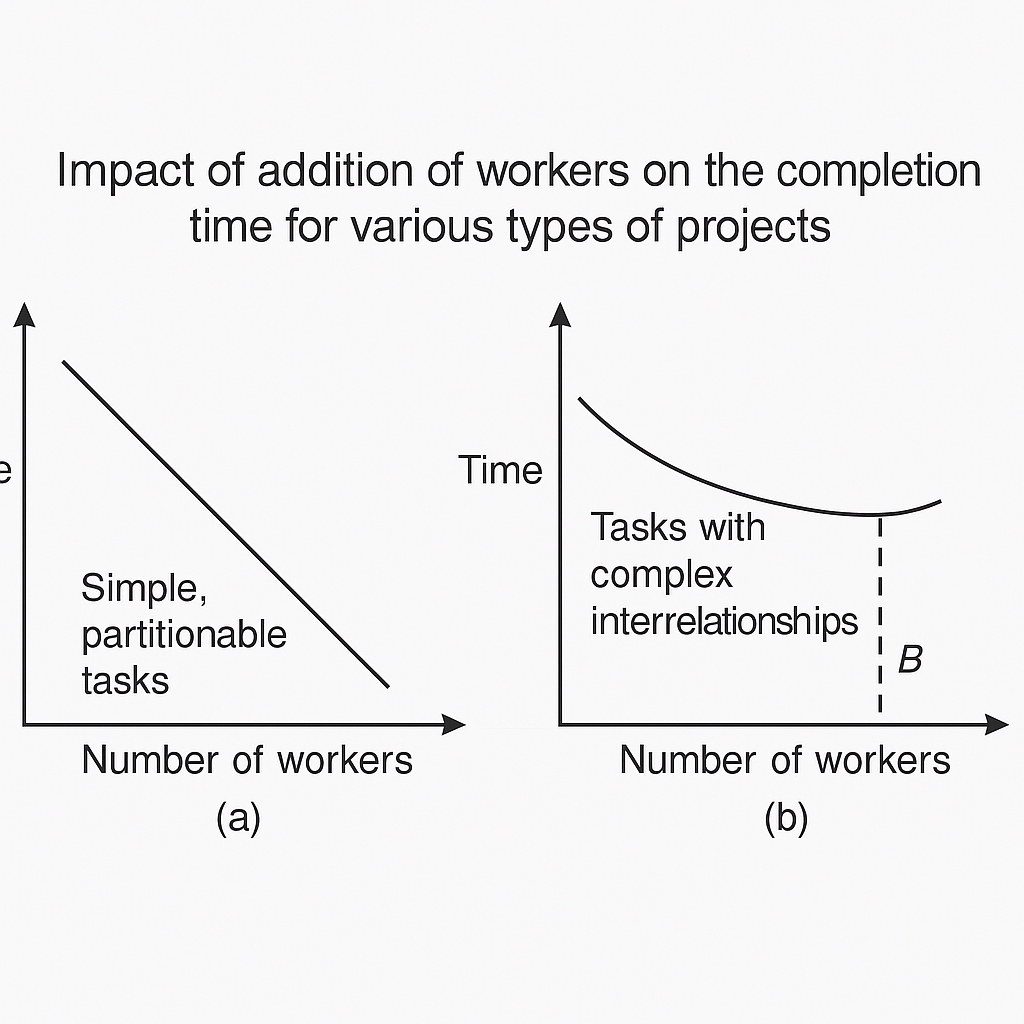 Impact of addition of workers on the completion
time for various types of projects
e
Simple,
partitionable
tasks
Number of workers
(a)
Time
Tasks with
complex
interrelationships
B
Number of workers
(b)